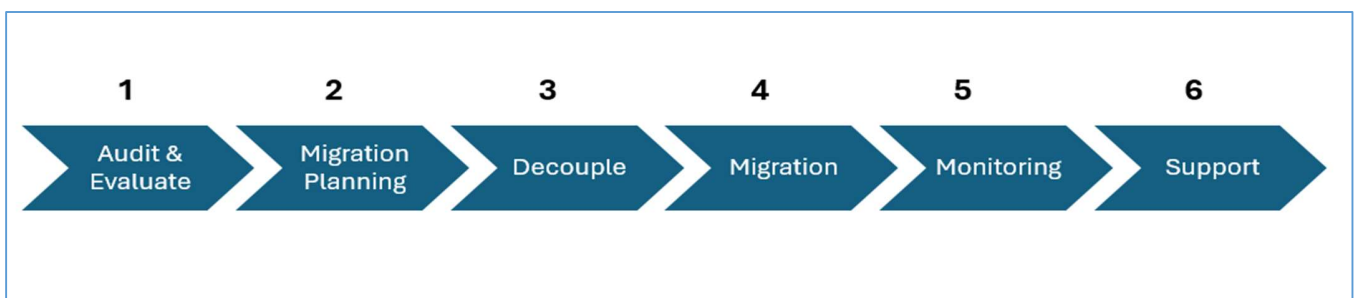 1 2 3 4 5 6
Audit &
Evaluate
Migration
Planning
Decouple
Migration
Monitoring
Support